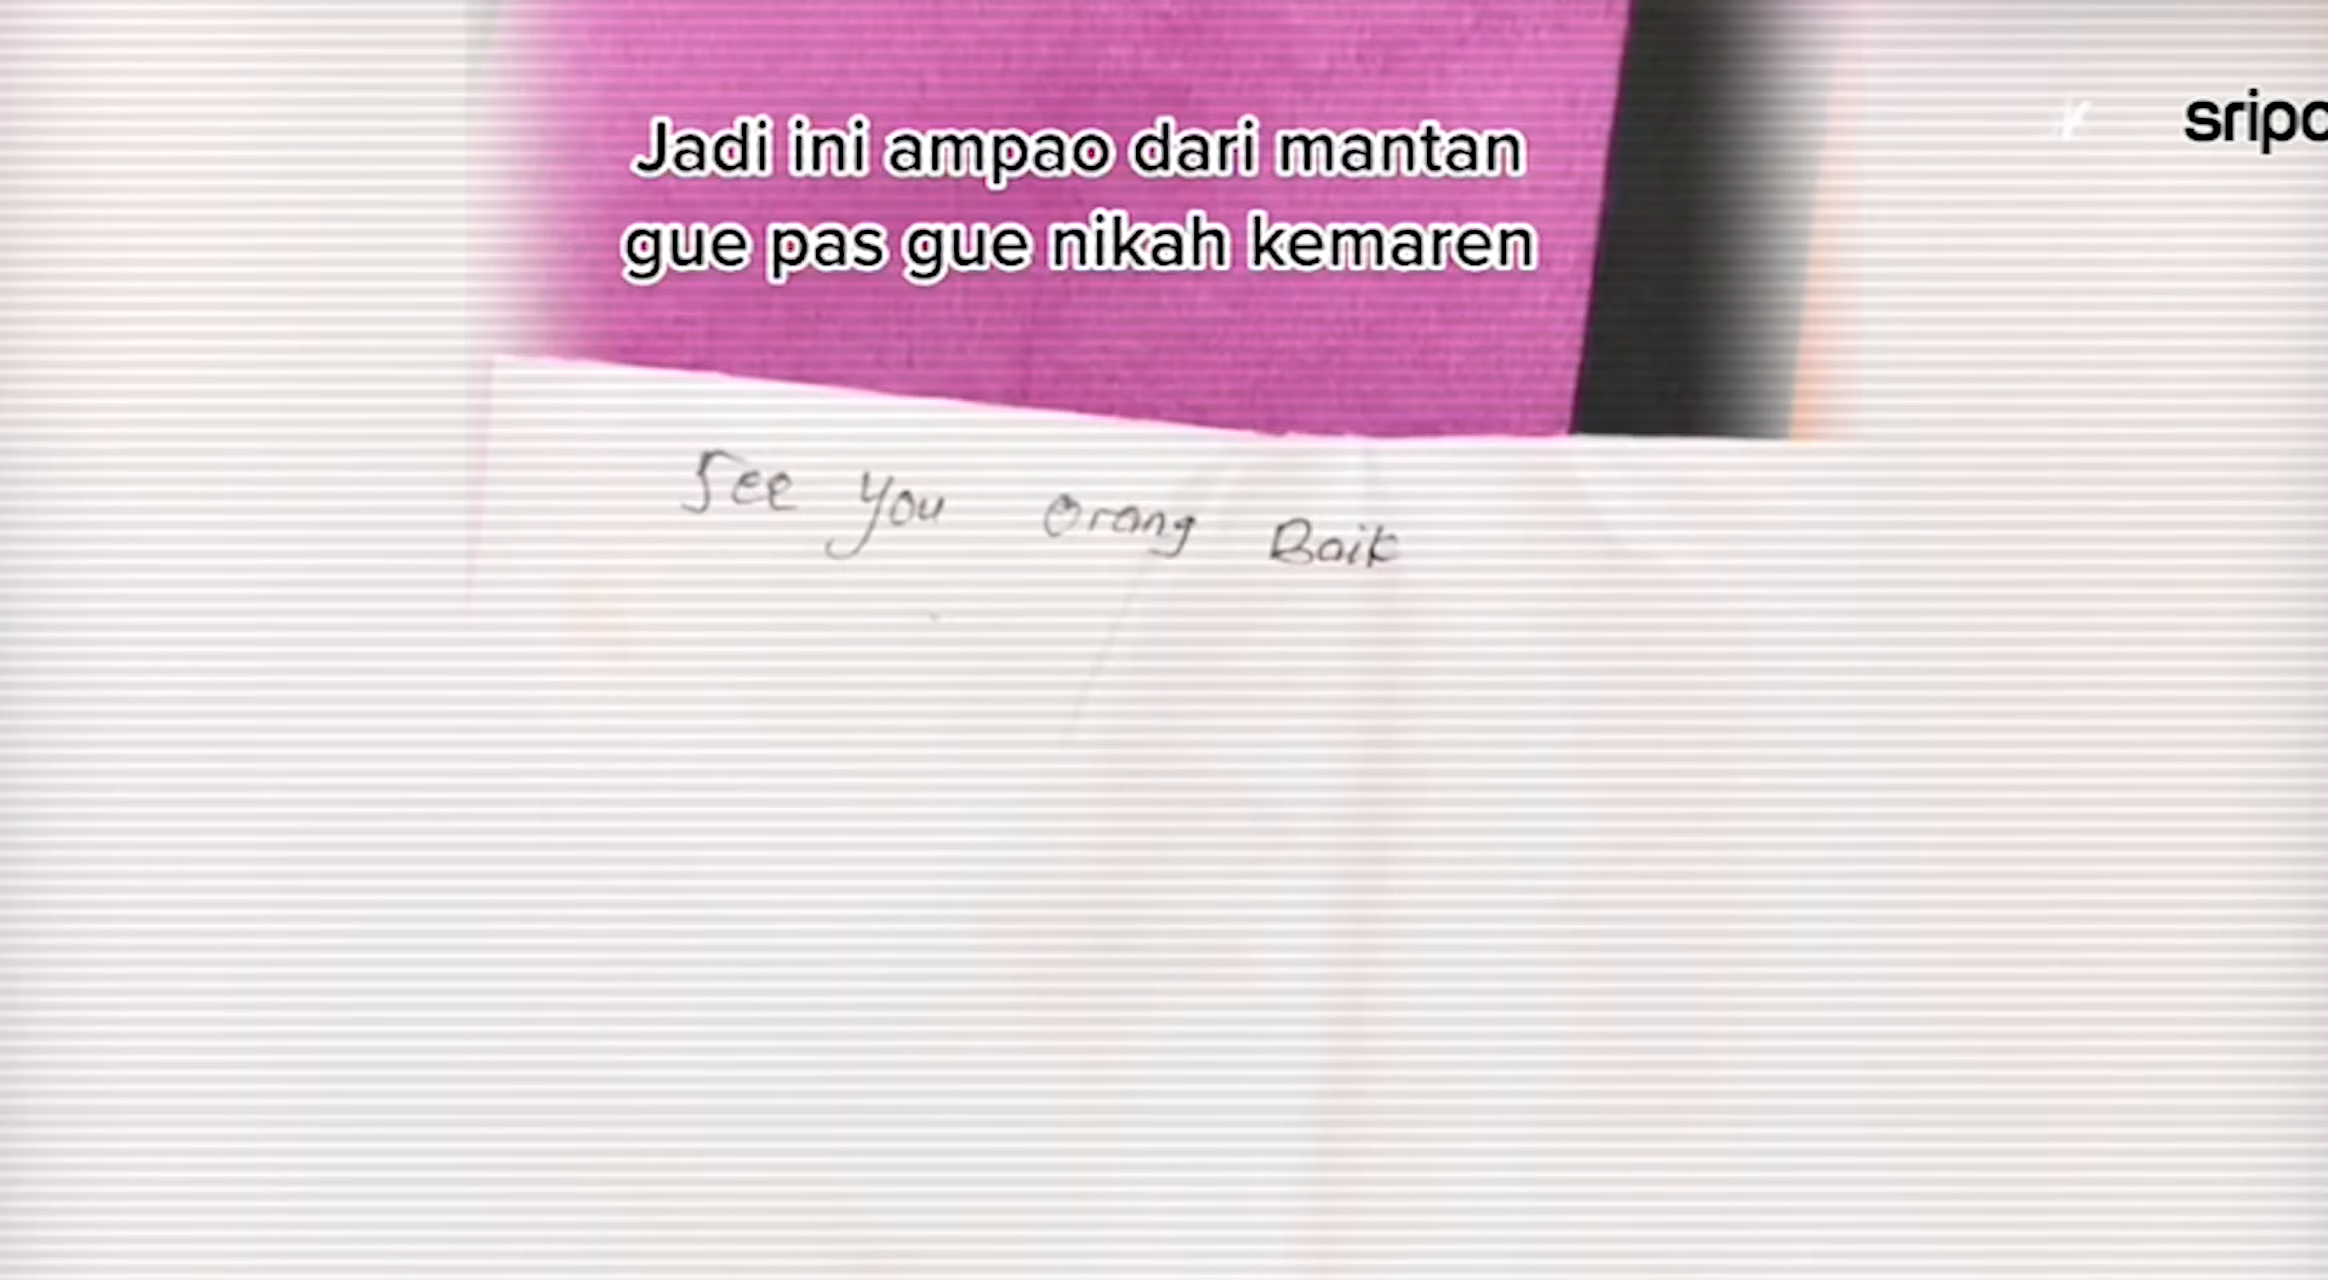 Jadi ini ampao dari mantan
gue pas gue nikah kemaren
See You Orang Baik